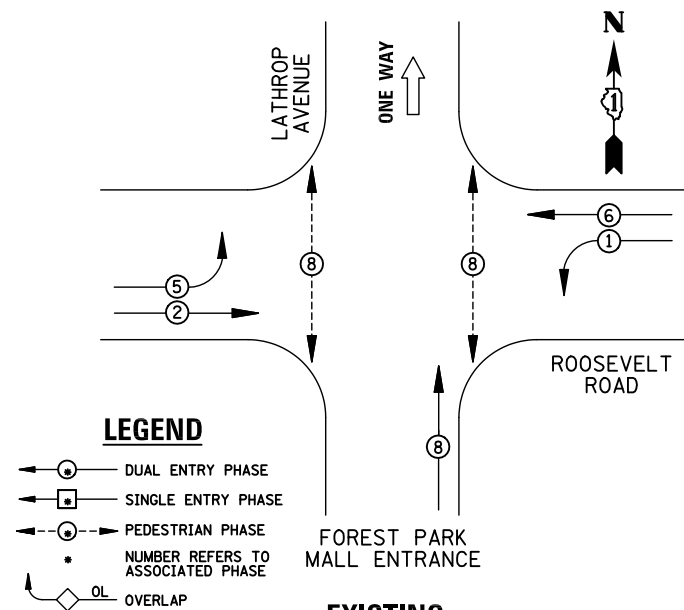 LATHROP
AVENUE
ONE WAY
N
1
6
1
8
8
5
2
ROOSEVELT
ROAD
8
LEGEND
* DUAL ENTRY PHASE
* SINGLE ENTRY PHASE
* PEDESTRIAN PHASE
* NUMBER REFERS TO
ASSOCIATED PHASE
OL OVERLAP
FOREST PARK
MALL ENTRANCE
EXISTING